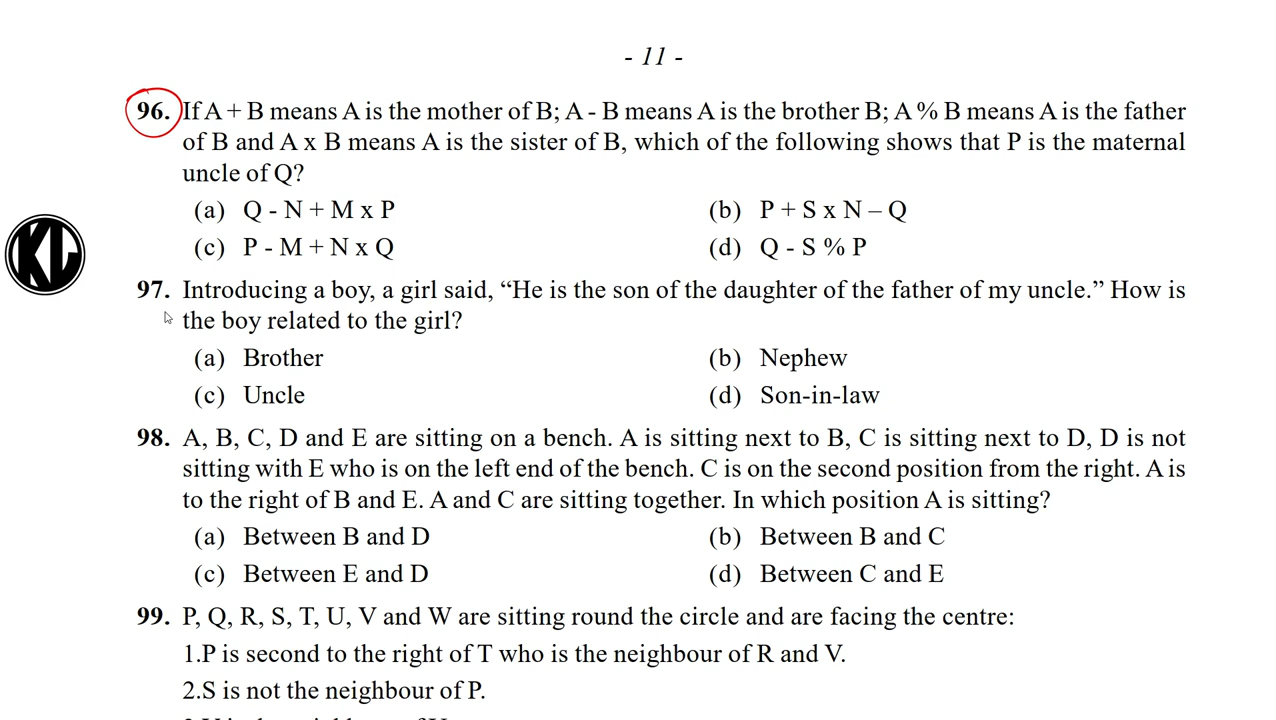 - 11 -
96. If A + B means A is the mother of B; A - B means A is the brother B; A % B means A is the father
of B and A x B means A is the sister of B, which of the following shows that P is the maternal
uncle of Q?
(a) Q - N + M x P (b) P + S x N – Q
(c) P - M + N x Q (d) Q - S % P
KL
97. Introducing a boy, a girl said, “He is the son of the daughter of the father of my uncle.” How is
the boy related to the girl?
(a) Brother (b) Nephew
(c) Uncle (d) Son-in-law
98. A, B, C, D and E are sitting on a bench. A is sitting next to B, C is sitting next to D, D is not
sitting with E who is on the left end of the bench. C is on the second position from the right. A is
to the right of B and E. A and C are sitting together. In which position A is sitting?
(a) Between B and D (b) Between B and C
(c) Between E and D (d) Between C and E
99. P, Q, R, S, T, U, V and W are sitting round the circle and are facing the centre:
1.P is second to the right of T who is the neighbour of R and V.
2.S is not the neighbour of P.